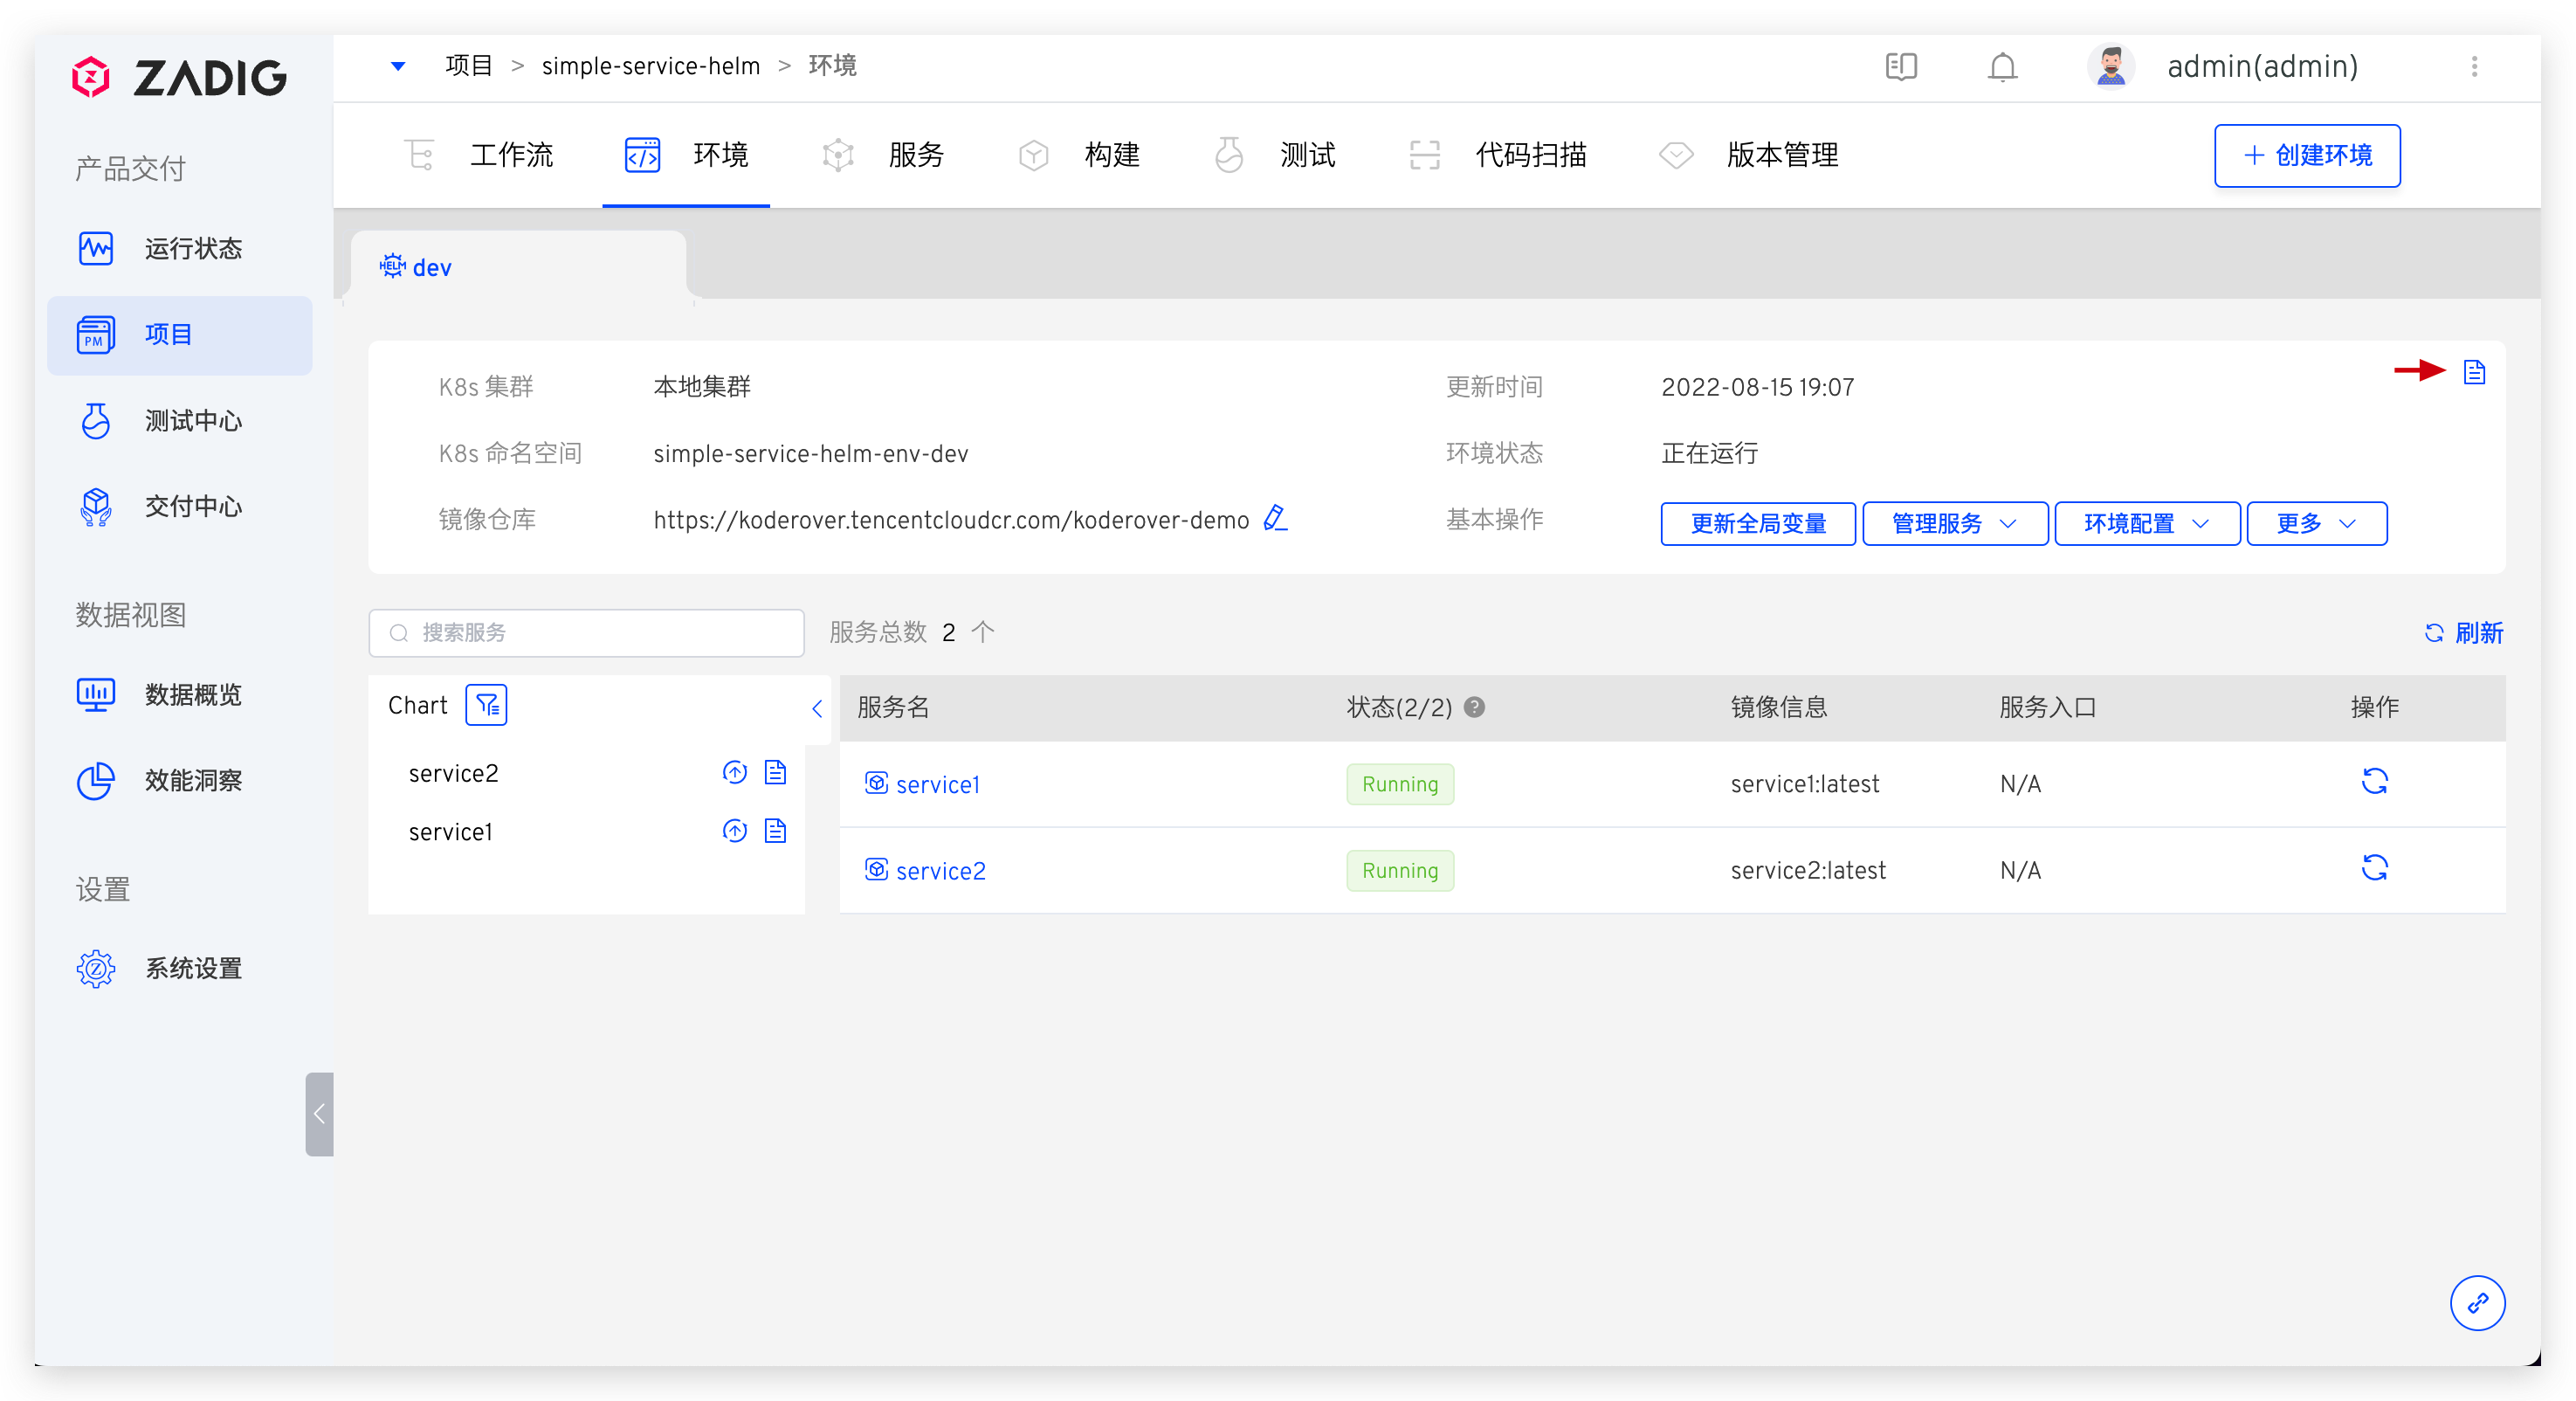 ZADIG
项目 > simple-service-helm > 环境
admin(admin)
工作流
环境
服务
构建
测试
代码扫描
版本管理
+ 创建环境
产品交付
运行状态
PM
项目
测试中心
交付中心
数据视图
数据概览
效能洞察
设置
系统设置
HELM dev
K8s 集群 本地集群
更新时间 2022-08-15 19:07
K8s 命名空间 simple-service-helm-env-dev
环境状态 正在运行
镜像仓库 https://koderover.tencentcloudcr.com/koderover-demo
基本操作 更新全局变量 管理服务 环境配置 更多
搜索服务
服务总数 2 个
刷新
Chart
service2
service1
服务名 状态(2/2) ? 镜像信息 服务入口 操作
service1 Running service1:latest N/A
service2 Running service2:latest N/A